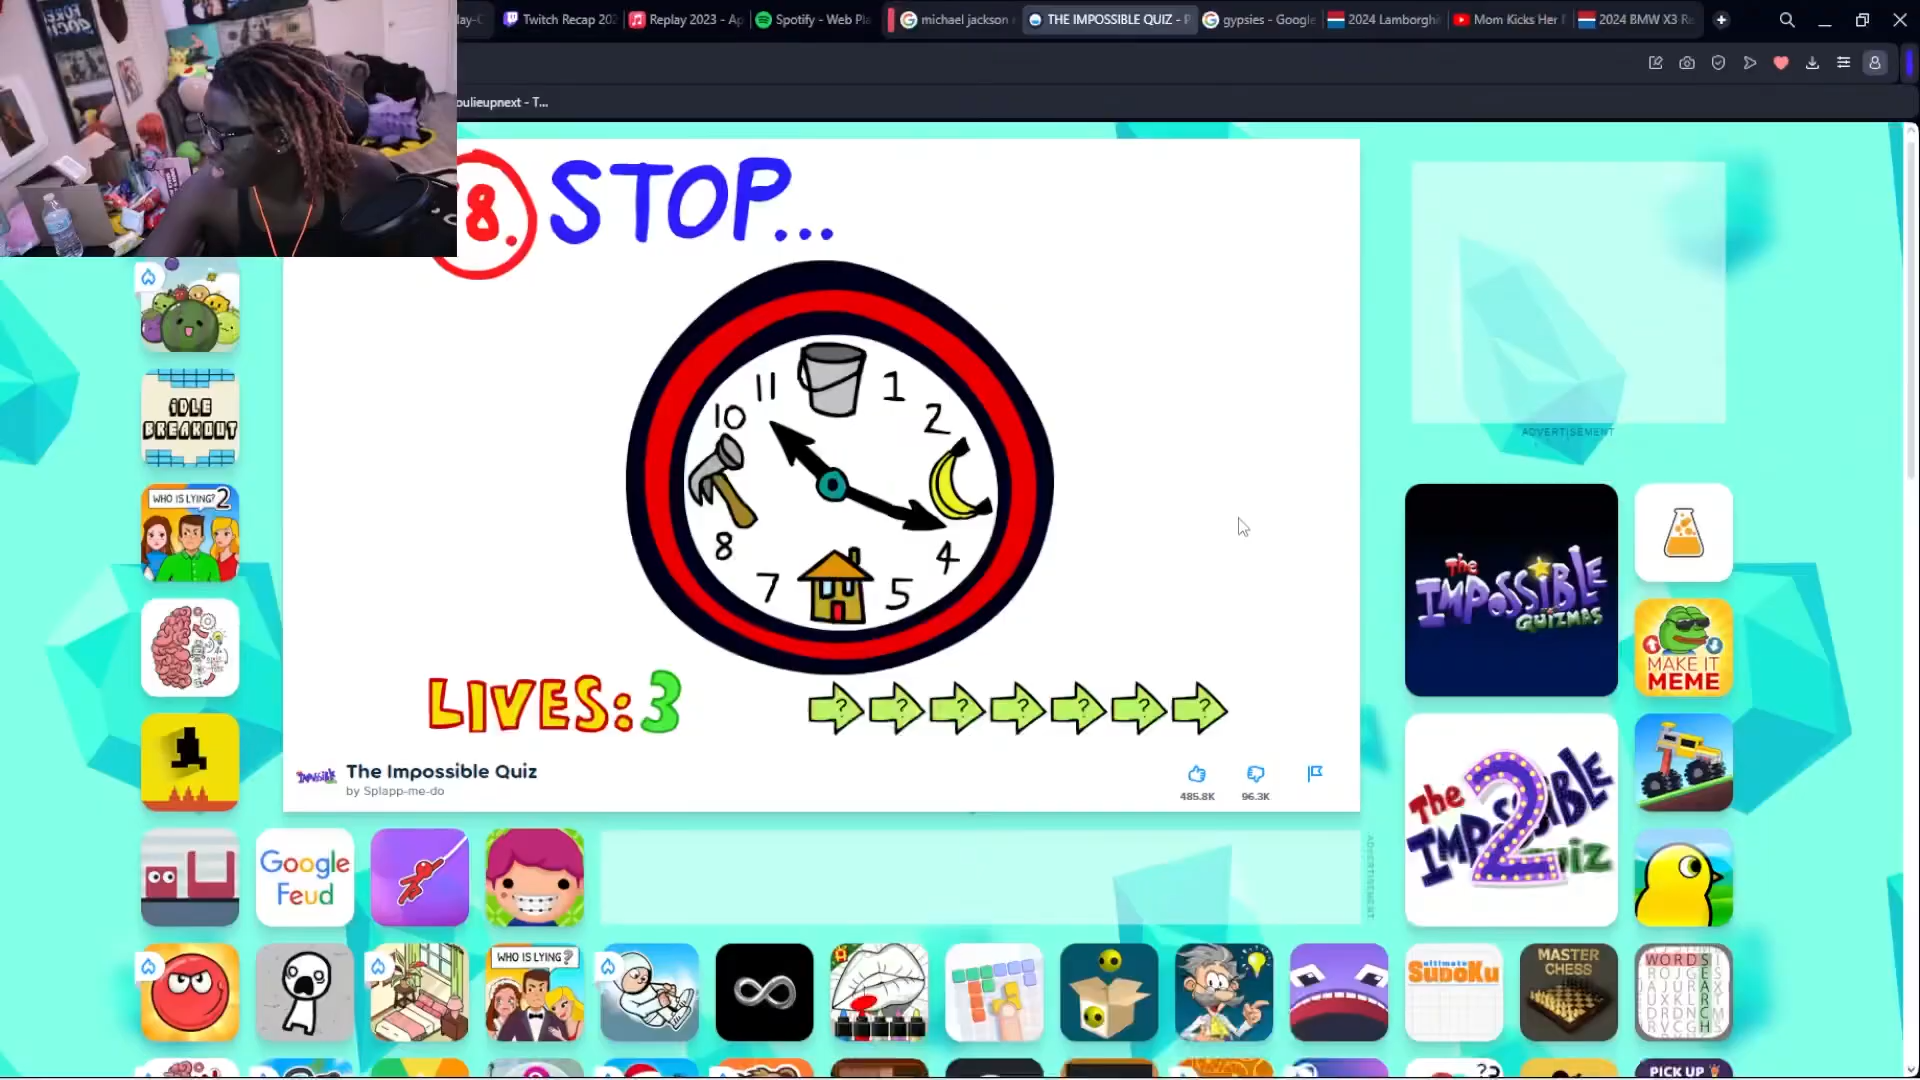 Twitch Recap 202
Replay 2023 - Ap
Spotify - Web Pla
michael jackson
THE IMPOSSIBLE QUIZ - P
gypsies - Google
2024 Lamborghi
Mom Kicks Her
2024 BMW X3 R
oulieupnext - T...
8. STOP...
11
1
10
2
8
4
7
5
LIVES: 3
? ? ? ? ? ? ?
The Impossible Quiz
by Splapp-me-do
485.8K
96.3K
ADVERTISEMENT
ADVERTISEMENT
IDLE
BREAKOUT
WHO IS LYING? 2
The
IMPOSSIBLE
QUIZMAS
MAKE IT
MEME
The
IMPOSSIBLE
2
Quiz
Google
Feud
WHO IS LYING?
ultimate
SUDOKU
MASTER
CHESS
WORDS
PICK UP